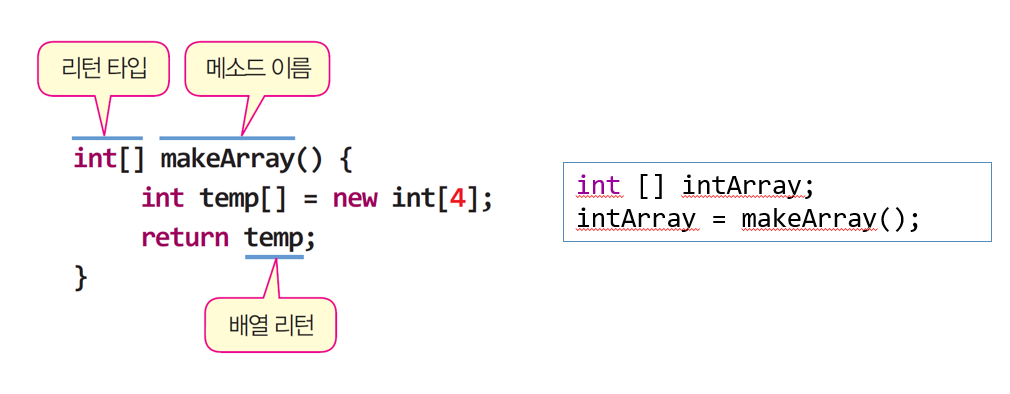 리턴 타입
메소드 이름
int[] makeArray() {
int temp[] = new int[4];
return temp;
}
배열 리턴
int [] intArray;
intArray = makeArray();